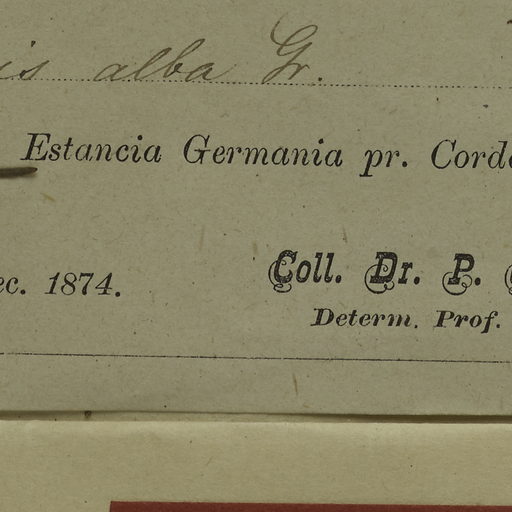 is alba Gr.
Estancia Germania pr. Cord
ec. 1874.
Coll. Dr. P.
Determ. Prof.